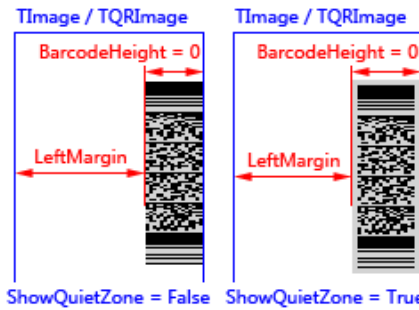 TImage / TQRImage
BarcodeHeight = 0
LeftMargin
ShowQuietZone = False
TImage / TQRImage
BarcodeHeight = 0
LeftMargin
ShowQuietZone = True